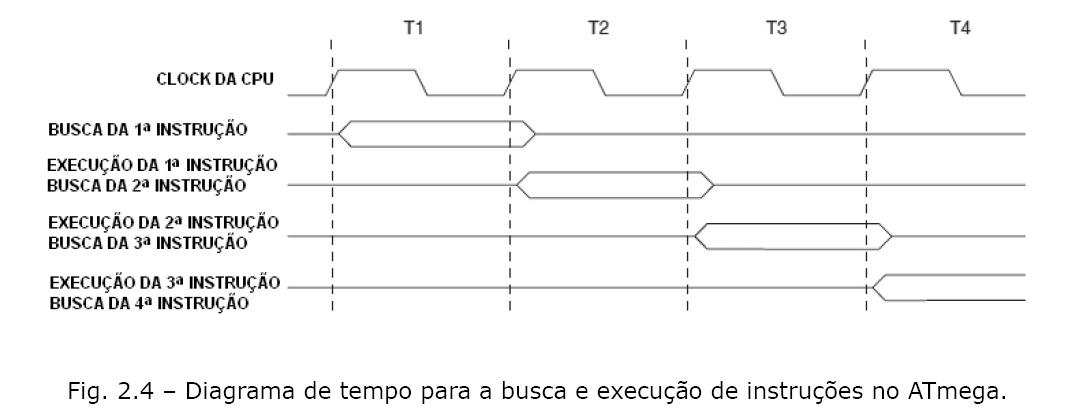 T1 T2 T3 T4
CLOCK DA CPU
BUSCA DA 1ª INSTRUÇÃO
EXECUÇÃO DA 1ª INSTRUÇÃO
BUSCA DA 2ª INSTRUÇÃO
EXECUÇÃO DA 2ª INSTRUÇÃO
BUSCA DA 3ª INSTRUÇÃO
EXECUÇÃO DA 3ª INSTRUÇÃO
BUSCA DA 4ª INSTRUÇÃO
Fig. 2.4 – Diagrama de tempo para a busca e execução de instruções no ATmega.